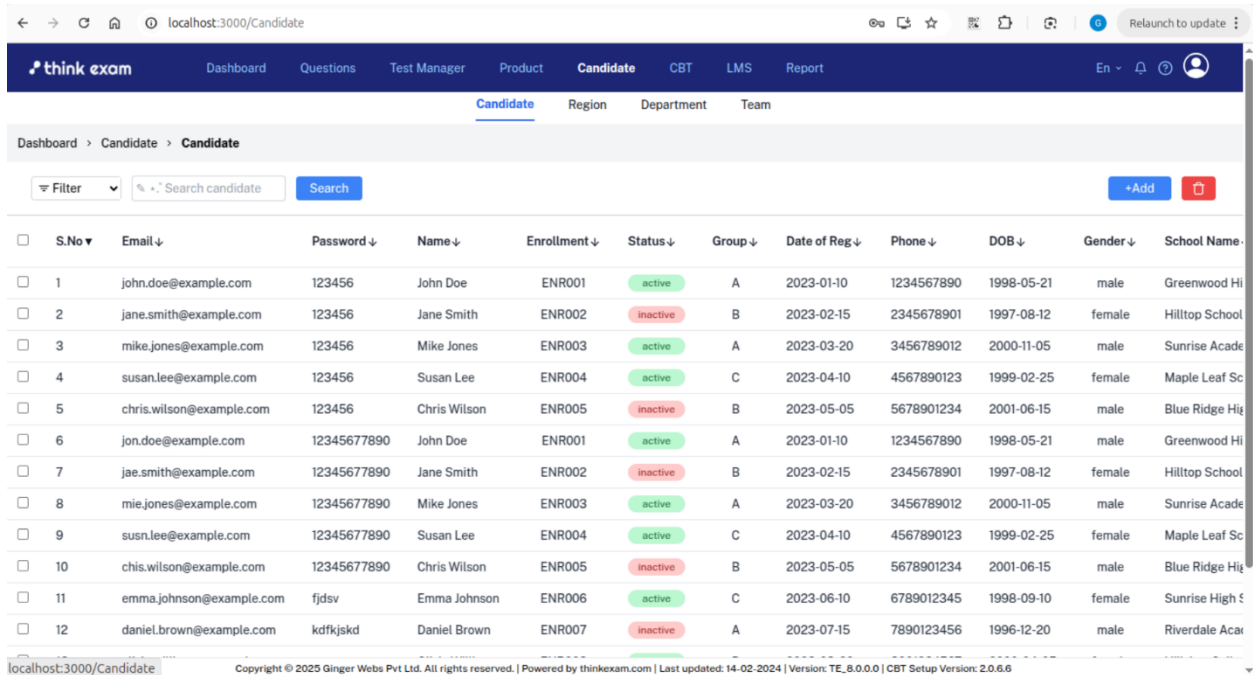 localhost:3000/Candidate G Relaunch to update
think exam Dashboard Questions Test Manager Product Candidate CBT LMS Report En
Candidate Region Department Team
Dashboard > Candidate > Candidate
Filter Search candidate Search +Add
S.No▼ Email↓ Password↓ Name↓ Enrollment↓ Status↓ Group↓ Date of Reg↓ Phone↓ DOB↓ Gender↓ School Name
1 john.doe@example.com 123456 John Doe ENR001 active A 2023-01-10 1234567890 1998-05-21 male Greenwood Hi
2 jane.smith@example.com 123456 Jane Smith ENR002 inactive B 2023-02-15 2345678901 1997-08-12 female Hilltop School
3 mike.jones@example.com 123456 Mike Jones ENR003 active A 2023-03-20 3456789012 2000-11-05 male Sunrise Acade
4 susan.lee@example.com 123456 Susan Lee ENR004 active C 2023-04-10 4567890123 1999-02-25 female Maple Leaf Sc
5 chris.wilson@example.com 123456 Chris Wilson ENR005 inactive B 2023-05-05 5678901234 2001-06-15 male Blue Ridge Hig
6 jon.doe@example.com 12345677890 John Doe ENR001 active A 2023-01-10 1234567890 1998-05-21 male Greenwood Hi
7 jae.smith@example.com 12345677890 Jane Smith ENR002 inactive B 2023-02-15 2345678901 1997-08-12 female Hilltop School
8 mie.jones@example.com 12345677890 Mike Jones ENR003 active A 2023-03-20 3456789012 2000-11-05 male Sunrise Acade
9 susn.lee@example.com 12345677890 Susan Lee ENR004 active C 2023-04-10 4567890123 1999-02-25 female Maple Leaf Sc
10 chis.wilson@example.com 12345677890 Chris Wilson ENR005 inactive B 2023-05-05 5678901234 2001-06-15 male Blue Ridge Hig
11 emma.johnson@example.com fjdsv Emma Johnson ENR006 active C 2023-06-10 6789012345 1998-09-10 female Sunrise High S
12 daniel.brown@example.com kdfkjskd Daniel Brown ENR007 inactive A 2023-07-15 7890123456 1996-12-20 male Riverdale Acad
localhost:3000/Candidate Copyright © 2025 Ginger Webs Pvt Ltd. All rights reserved. | Powered by thinkexam.com | Last updated: 14-02-2024 | Version: TE_8.0.0.0 | CBT Setup Version: 2.0.6.6